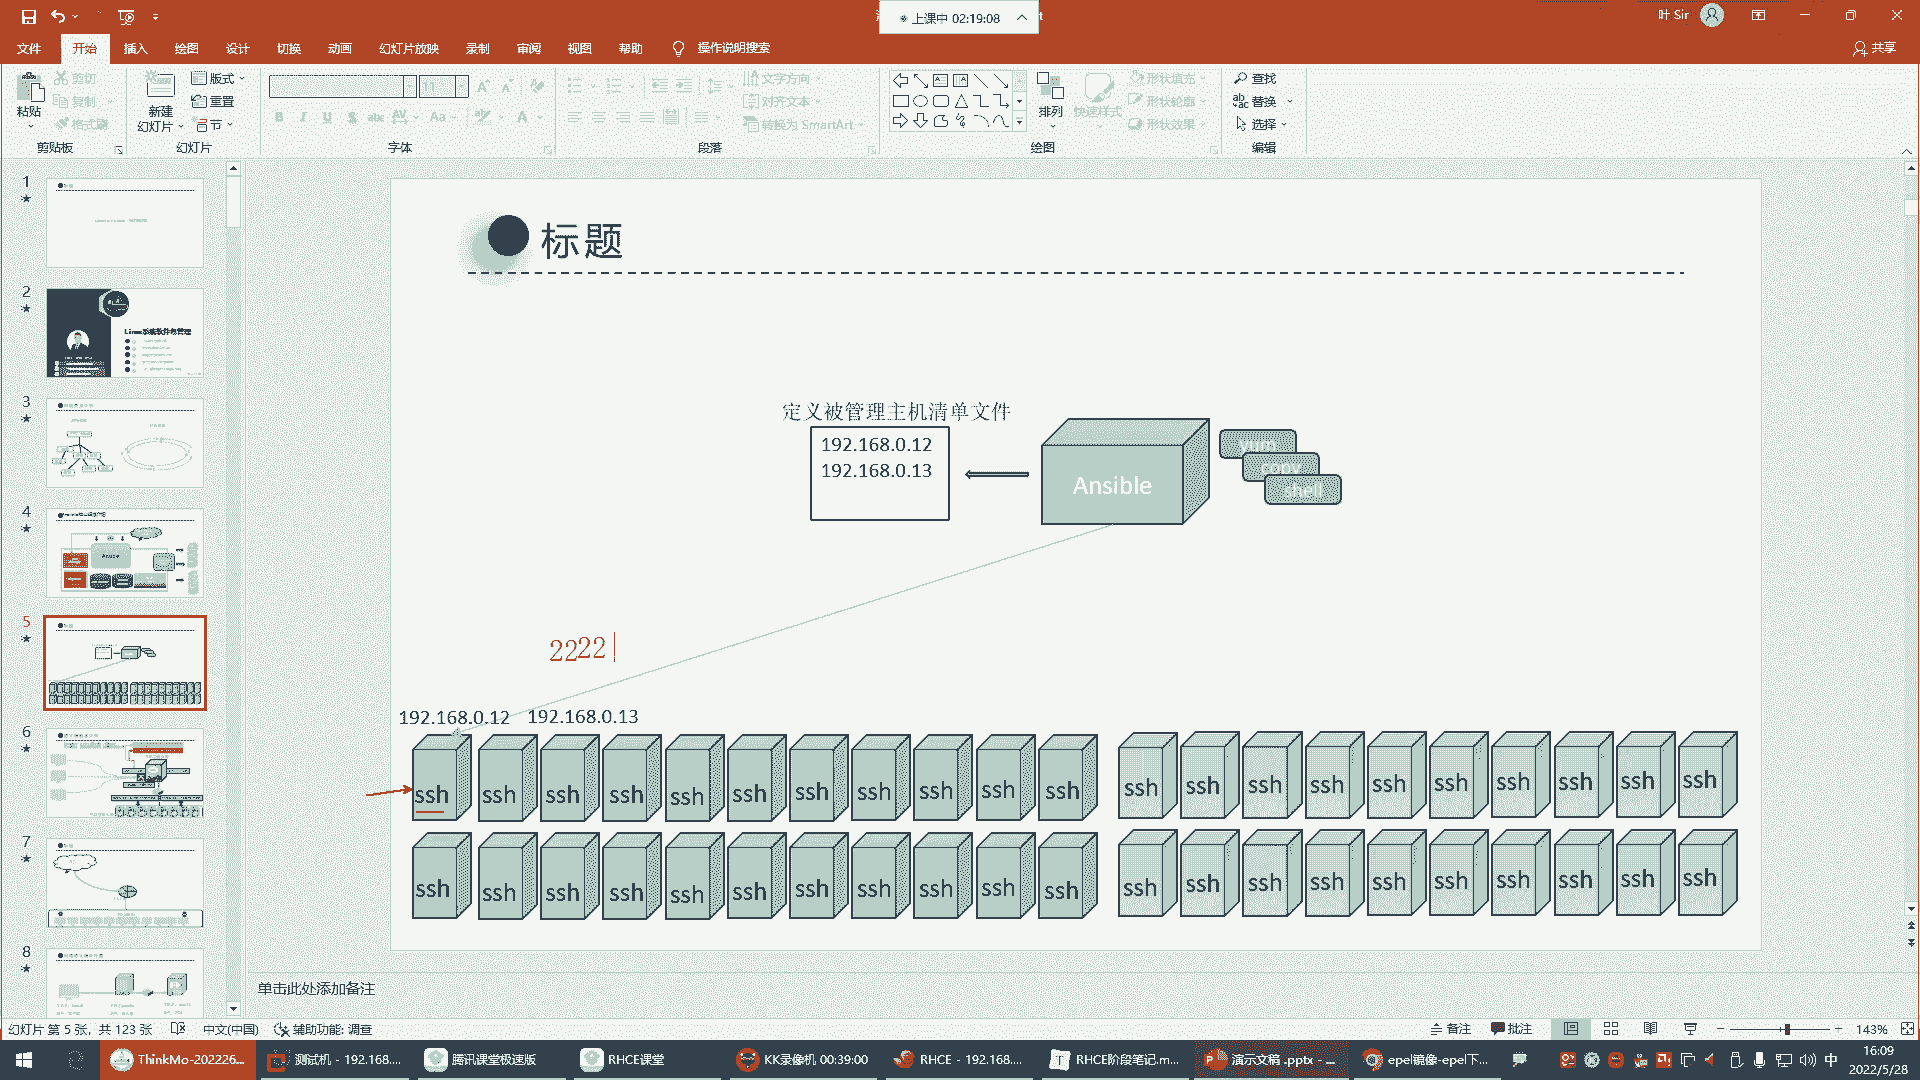 上课中 02:19:08
叶 Sir
文件 开始 插入 绘图 设计 切换 动画 幻灯片放映 录制 审阅 视图 帮助 操作说明搜索 共享
粘贴 剪切 复制 格式刷 剪贴板
新建 幻灯片 版式 重置 节 幻灯片
11
字体
文字方向 对齐文本 转换为 SmartArt 段落
排列 快速样式 形状填充 形状轮廓 形状效果 绘图
查找 替换 选择 编辑
1
2
3
4
5
6
7
8
标题
定义被管理主机清单文件
192.168.0.12
192.168.0.13
Ansible
yum
copy
shell
2222
192.168.0.12 192.168.0.13
ssh ssh ssh ssh ssh ssh ssh ssh ssh ssh ssh ssh ssh ssh ssh ssh ssh ssh ssh ssh ssh
ssh ssh ssh ssh ssh ssh ssh ssh ssh ssh ssh ssh ssh ssh ssh ssh ssh ssh ssh ssh ssh
单击此处添加备注
幻灯片 第 5 张，共 123 张 中文(中国) 辅助功能: 调查 备注 批注 143%
ThinkMo-202226... 测试机 - 192.168.... 腾讯课堂极速版 RHCE课堂 KK录像机 00:39:00 RHCE - 192.168.... RHCE阶段笔记.m... 演示文稿 .pptx - ... epel镜像-epel下... 中 16:09
2022/5/28